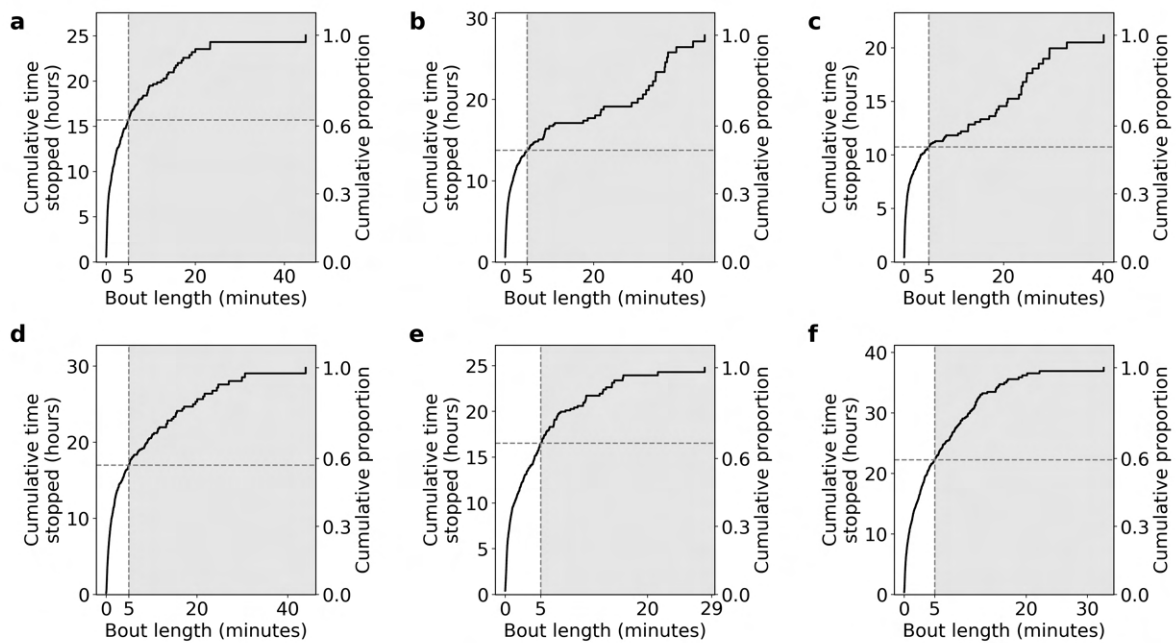 a
Cumulative time
stopped (hours)
25
20
15
10
5
0
0 5 20 40
Bout length (minutes)
1.0
0.6
0.3
0.0
Cumulative proportion
b
Cumulative time
stopped (hours)
30
20
10
0
0 5 20 40
Bout length (minutes)
1.0
0.6
0.3
0.0
Cumulative proportion
c
Cumulative time
stopped (hours)
20
15
10
5
0
0 5 20 40
Bout length (minutes)
1.0
0.6
0.3
0.0
Cumulative proportion
d
Cumulative time
stopped (hours)
30
20
10
0
0 5 20 40
Bout length (minutes)
1.0
0.6
0.3
0.0
Cumulative proportion
e
Cumulative time
stopped (hours)
25
20
15
10
5
0
0 5 20 29
Bout length (minutes)
1.0
0.6
0.3
0.0
Cumulative proportion
f
Cumulative time
stopped (hours)
40
30
20
10
0
0 5 20 30
Bout length (minutes)
1.0
0.6
0.3
0.0
Cumulative proportion